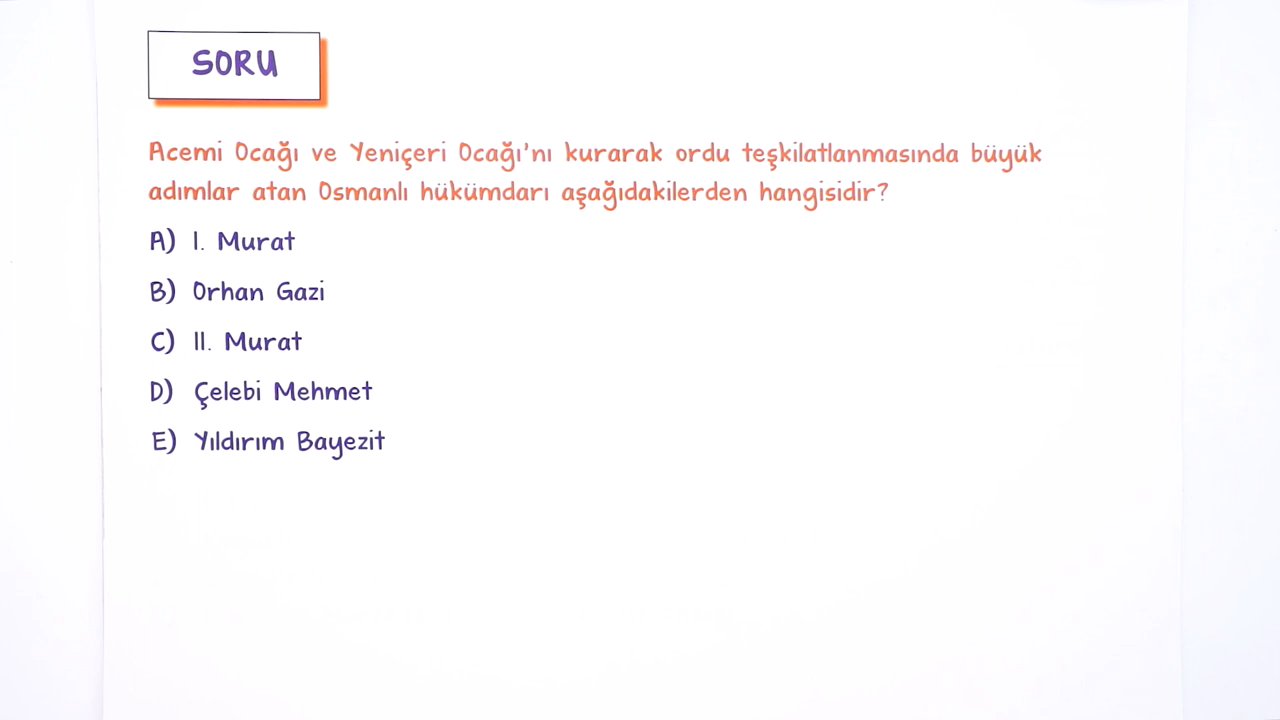 SORU
Acemi Ocağı ve Yeniçeri Ocağı'nı kurarak ordu teşkilatlanmasında büyük
adımlar atan Osmanlı hükümdarı aşağıdakilerden hangisidir?
A) I. Murat
B) Orhan Gazi
C) II. Murat
D) Çelebi Mehmet
E) Yıldırım Bayezit